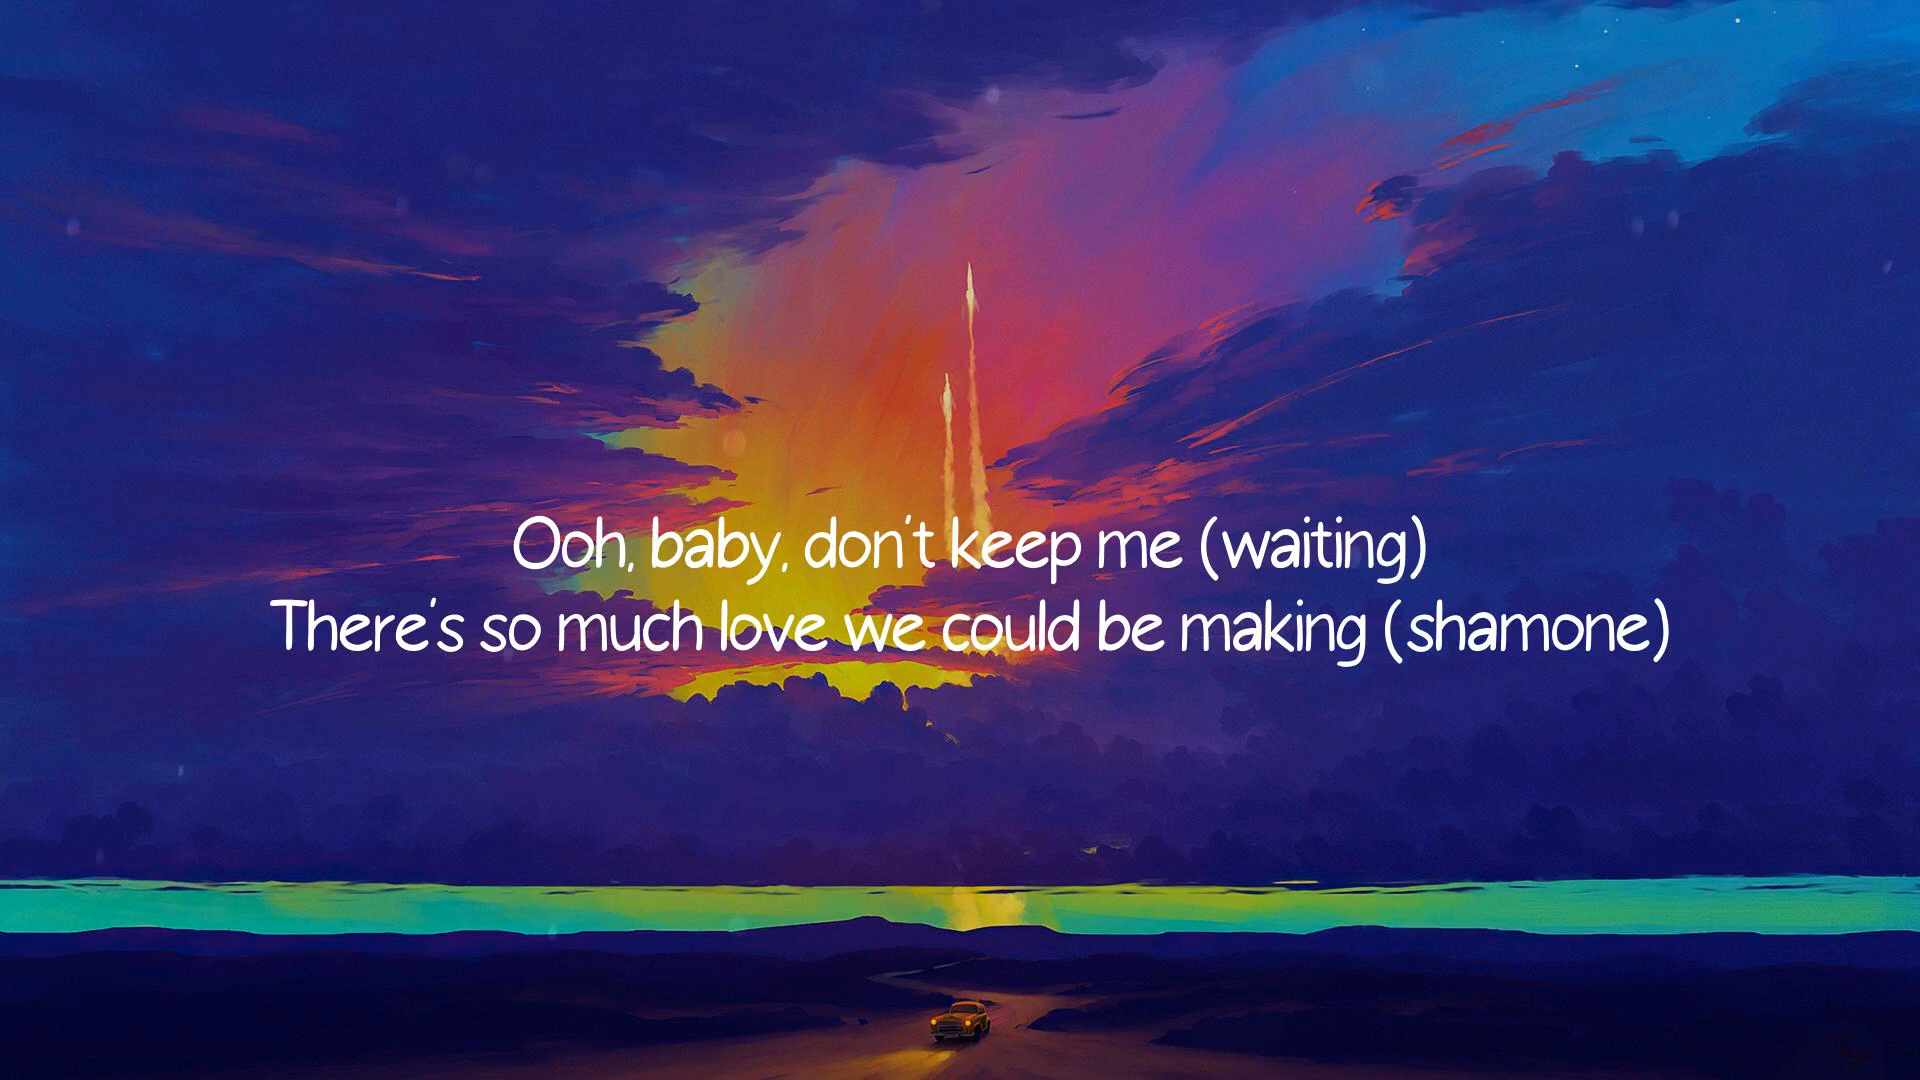 Ooh, baby, don't keep me (waiting)
There's so much love we could be making (shamone)